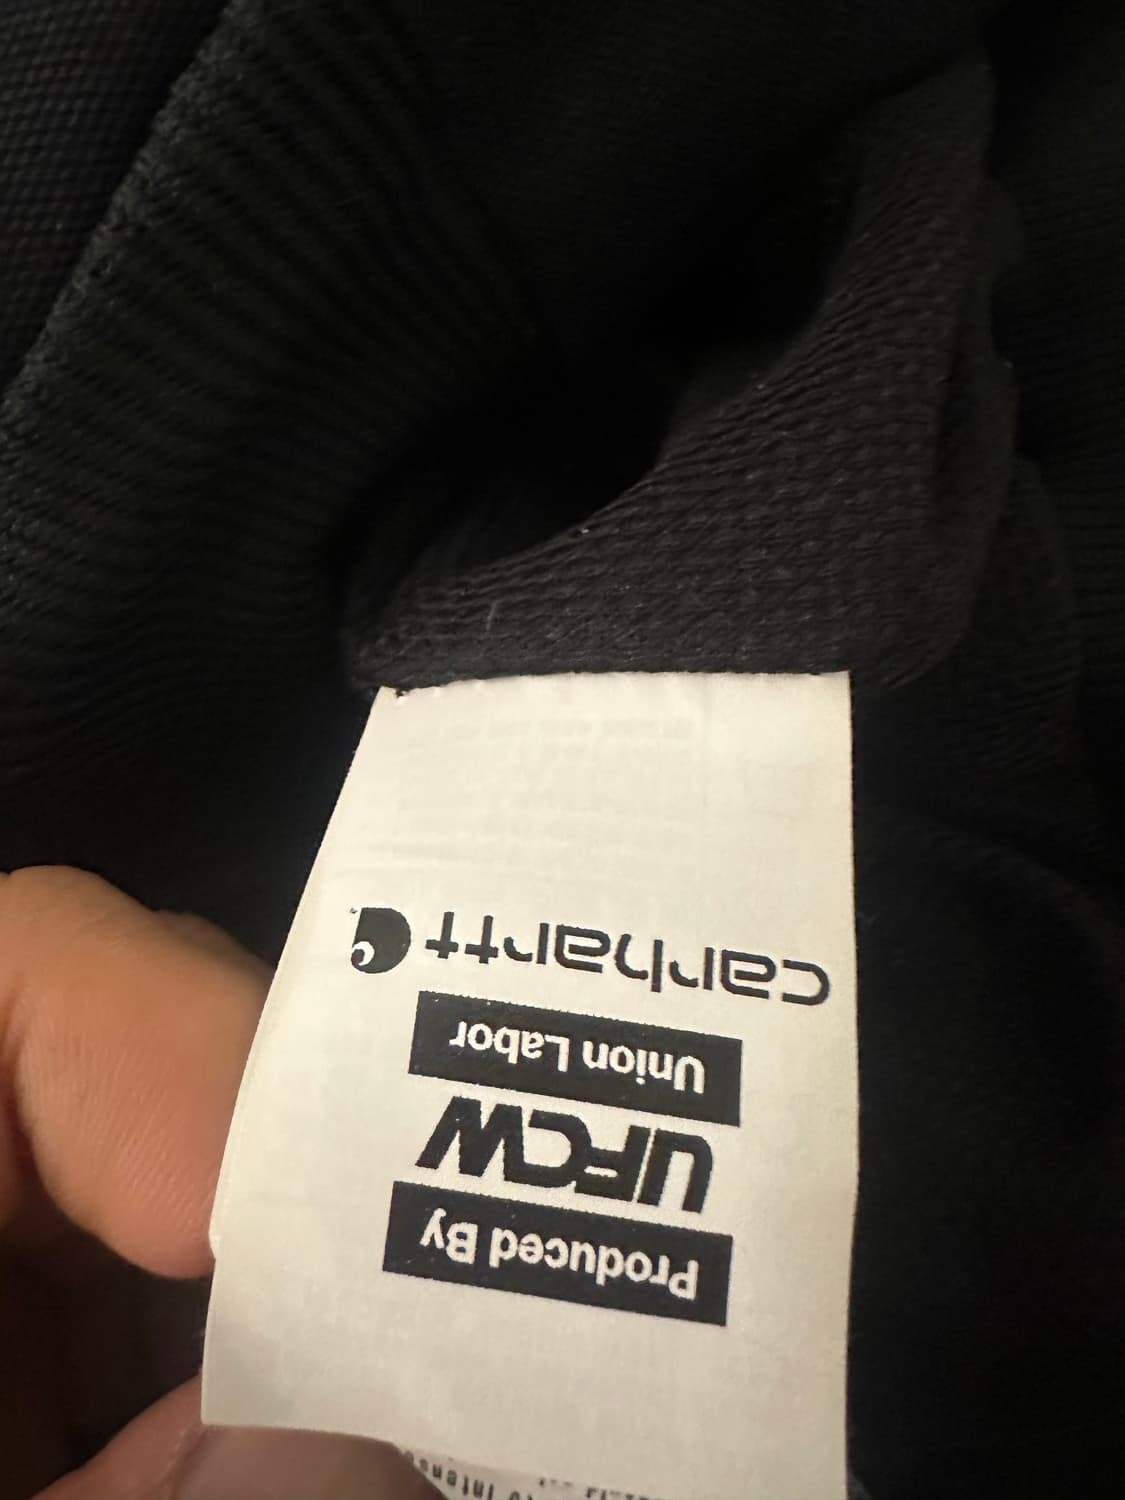 Produced By
UFCW
Union Labor
carhartt